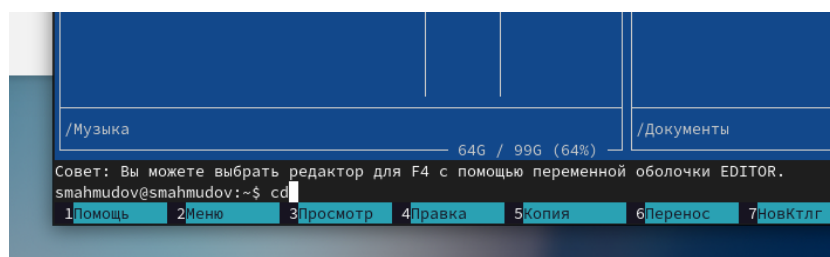 /Музыка
64G / 99G (64%)
/Документы
Совет: Вы можете выбрать редактор для F4 с помощью переменной оболочки EDITOR.
smahmudov@smahmudov:~$ cd
1Помощь 2Меню 3Просмотр 4Правка 5Копия 6Перенос 7НовКтлг